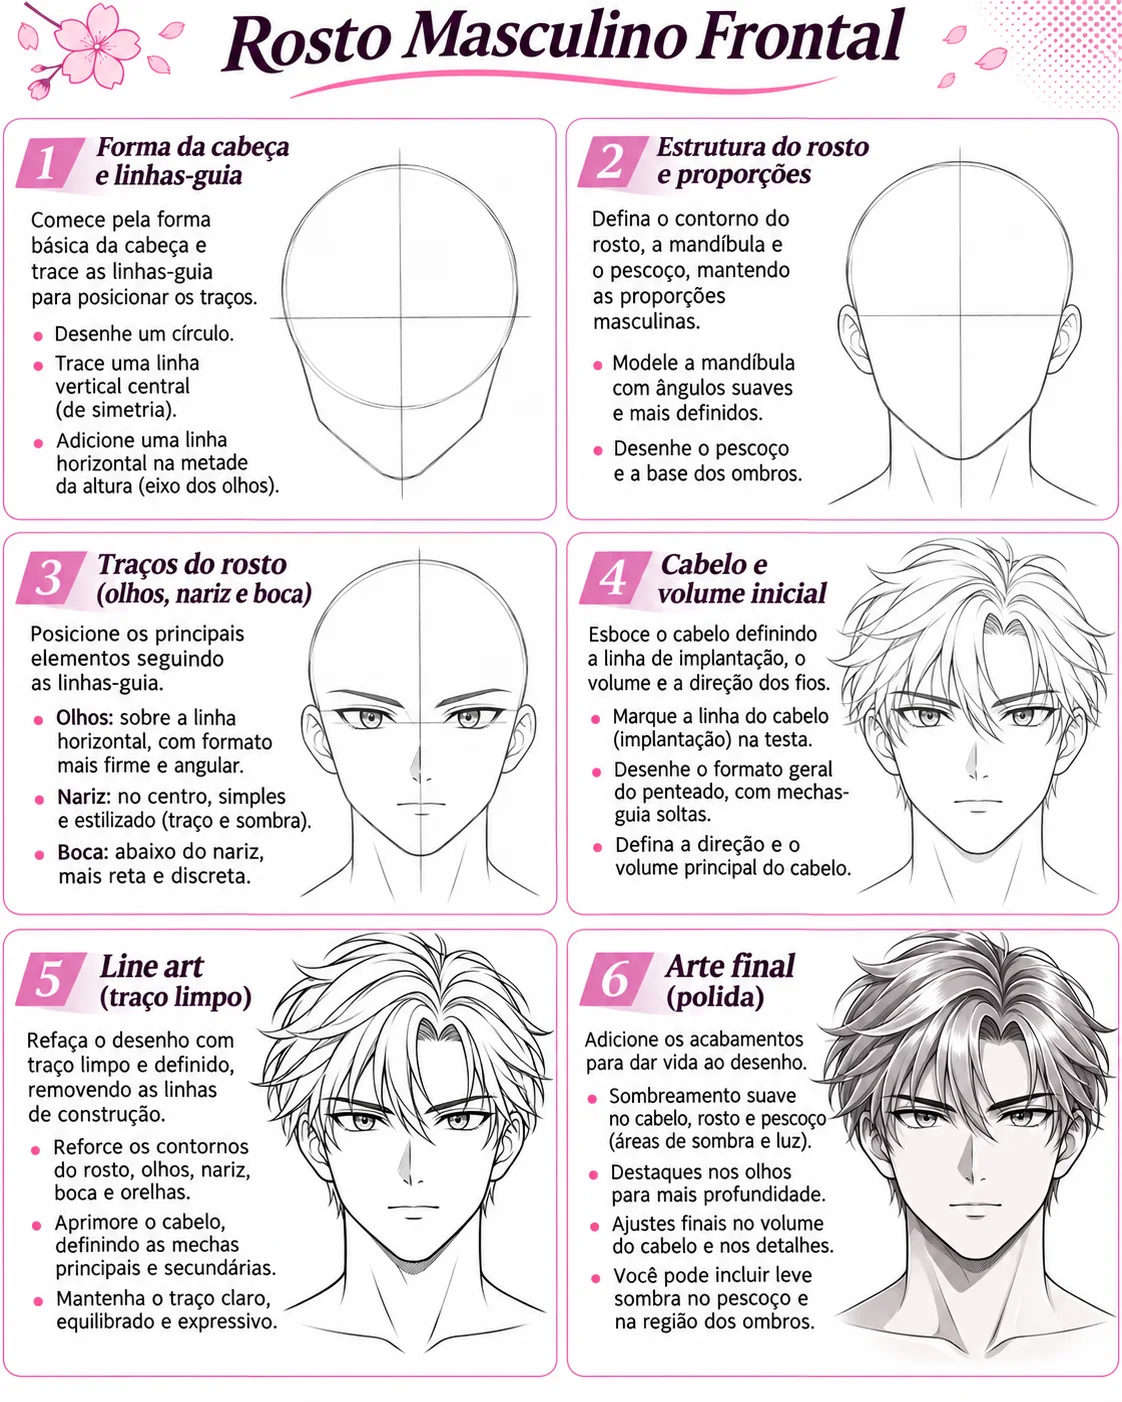 Rosto Masculino Frontal
1
Forma da cabeça
e linhas-guia
Comece pela forma
básica da cabeça e
trace as linhas-guia
para posicionar os traços.
• Desenhe um círculo.
• Trace uma linha
vertical central
(de simetria).
• Adicione uma linha
horizontal na metade
da altura (eixo dos olhos).
2
Estrutura do rosto
e proporções
Defina o contorno do
rosto, a mandíbula e
o pescoço, mantendo
as proporções
masculinas.
• Modele a mandíbula
com ângulos suaves
e mais definidos.
• Desenhe o pescoço
e a base dos ombros.
3
Traços do rosto
(olhos, nariz e boca)
Posicione os principais
elementos seguindo
as linhas-guia.
• Olhos: sobre a linha
horizontal, com formato
mais firme e angular.
• Nariz: no centro, simples
e estilizado (traço e sombra).
• Boca: abaixo do nariz,
mais reta e discreta.
4
Cabelo e
volume inicial
Esboce o cabelo definindo
a linha de implantação, o
volume e a direção dos fios.
• Marque a linha do cabelo
(implantação) na testa.
• Desenhe o formato geral
do penteado, com mechas-
guia soltas.
• Defina a direção e o
volume principal do cabelo.
5
Line art
(traço limpo)
Refaça o desenho com
traço limpo e definido,
removendo as linhas
de construção.
• Reforce os contornos
do rosto, olhos, nariz,
boca e orelhas.
• Aprimore o cabelo,
definindo as mechas
principais e secundárias.
• Mantenha o traço claro,
equilibrado e expressivo.
6
Arte final
(polida)
Adicione os acabamentos
para dar vida ao desenho.
• Sombreamento suave
no cabelo, rosto e pescoço
(áreas de sombra e luz).
• Destaques nos olhos
para mais profundidade.
• Ajustes finais no volume
do cabelo e nos detalhes.
• Você pode incluir leve
sombra no pescoço e
na região dos ombros.